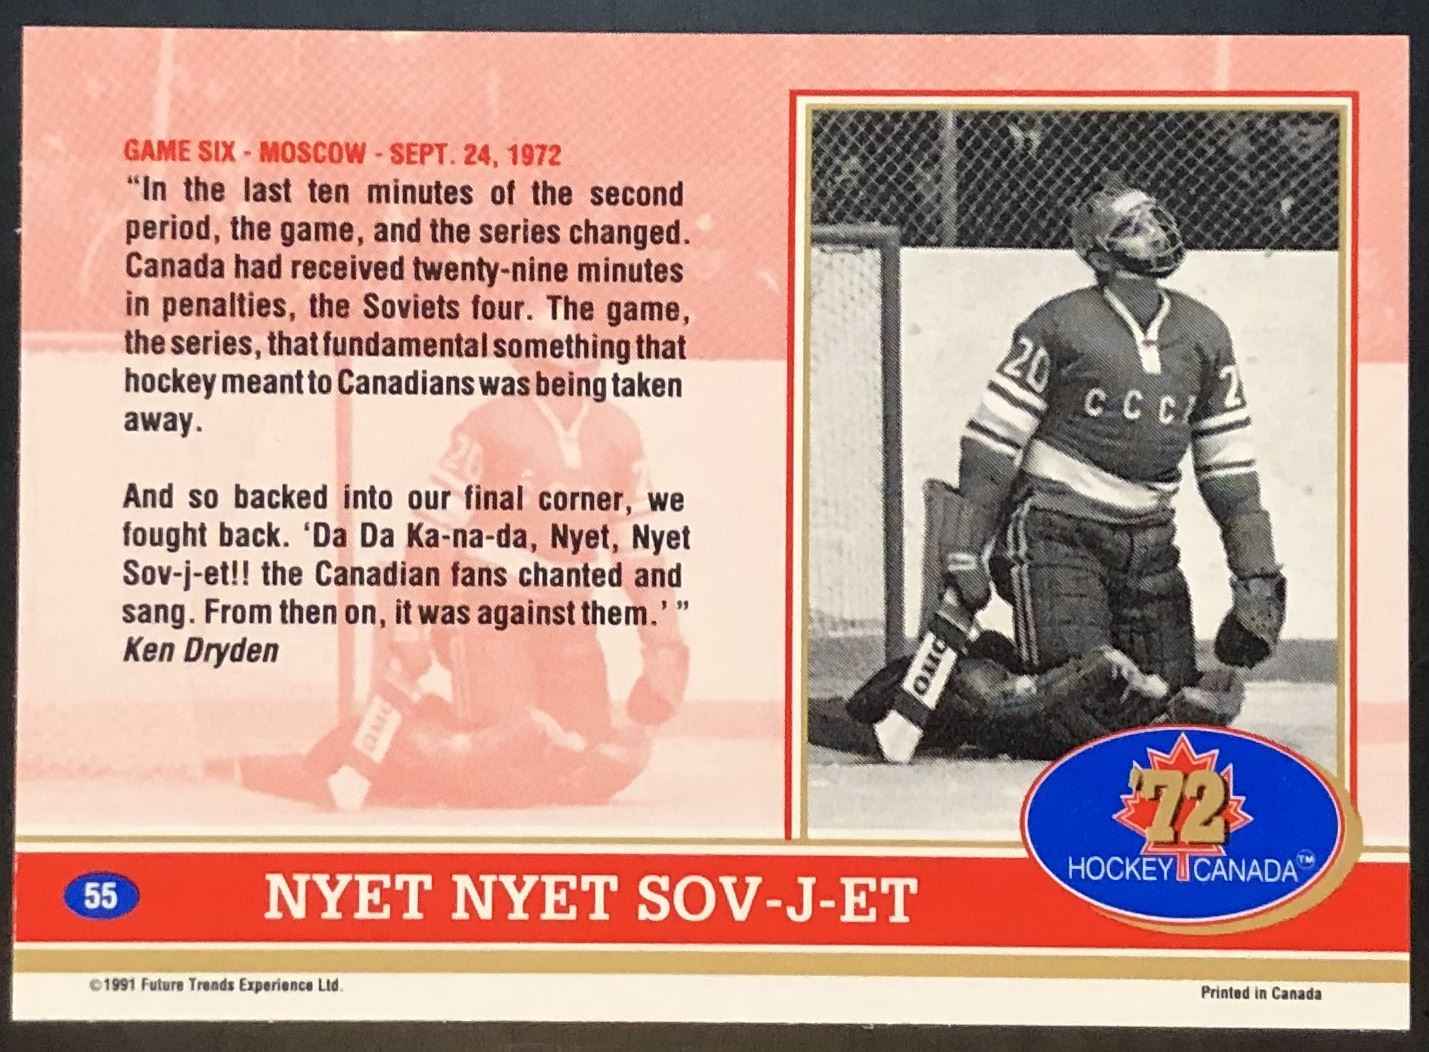 GAME SIX - MOSCOW - SEPT. 24, 1972
“In the last ten minutes of the second
period, the game, and the series changed.
Canada had received twenty-nine minutes
in penalties, the Soviets four. The game,
the series, that fundamental something that
hockey meant to Canadians was being taken
away.
And so backed into our final corner, we
fought back. ‘Da Da Ka-na-da, Nyet, Nyet
Sov-j-et!! the Canadian fans chanted and
sang. From then on, it was against them.’ ”
Ken Dryden
20
2
CCCP
OMC
'72
HOCKEY CANADA™
55
NYET NYET SOV-J-ET
©1991 Future Trends Experience Ltd.
Printed in Canada